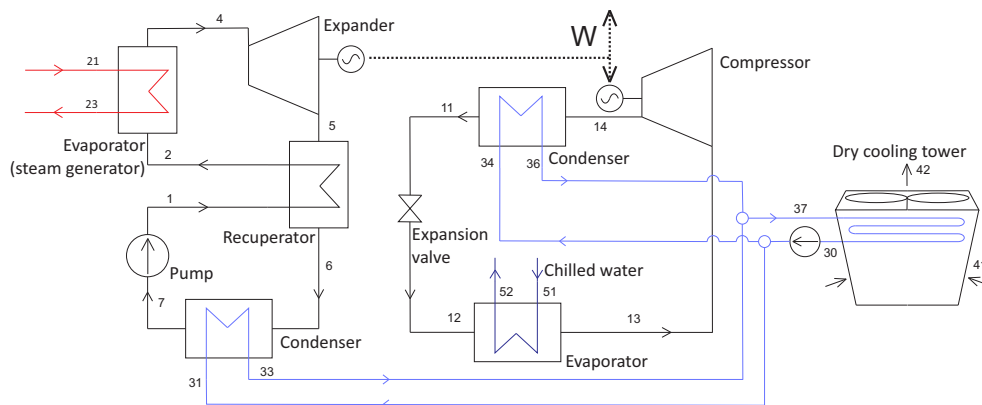 4
Expander
W
Compressor
21
23
Evaporator
(steam generator)
5
2
11
14
34
36
Condenser
Dry cooling tower
42
1
Recuperator
37
Expansion
valve
30
41
Pump
6
Chilled water
7
52
51
12
13
Condenser
Evaporator
31
33